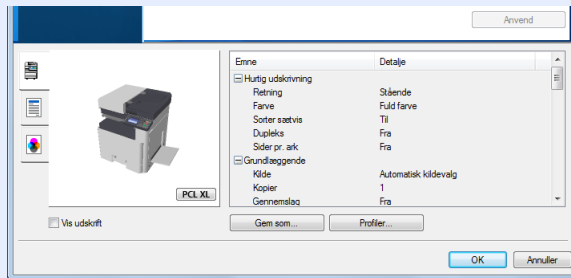 Anvend
Emne Detalje
Hurtig udskrivning
Retning Stående
Farve Fuld farve
Sorter sætvis Til
Dupleks Fra
Sider pr. ark Fra
Grundlæggende
Kilde Automatisk kildevalg
Kopier 1
Gennemslag Fra
PCL XL
Vis udskrift Gem som... Profiler...
OK Annuller